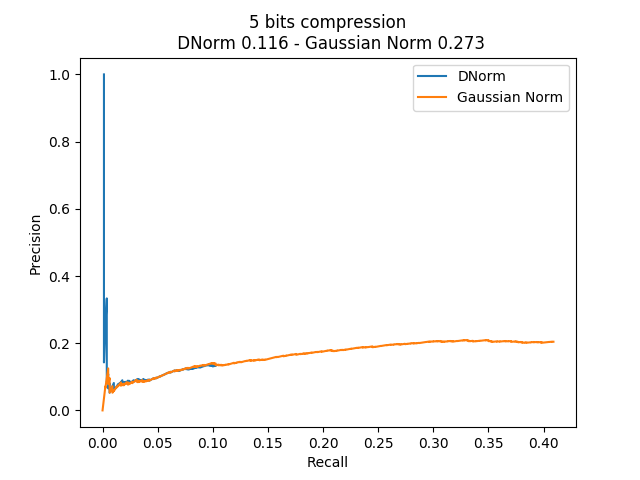 5 bits compression
DNorm 0.116 - Gaussian Norm 0.273
DNorm
Gaussian Norm
1.0
0.8
0.6
0.4
0.2
0.0
Precision
0.00 0.05 0.10 0.15 0.20 0.25 0.30 0.35 0.40
Recall